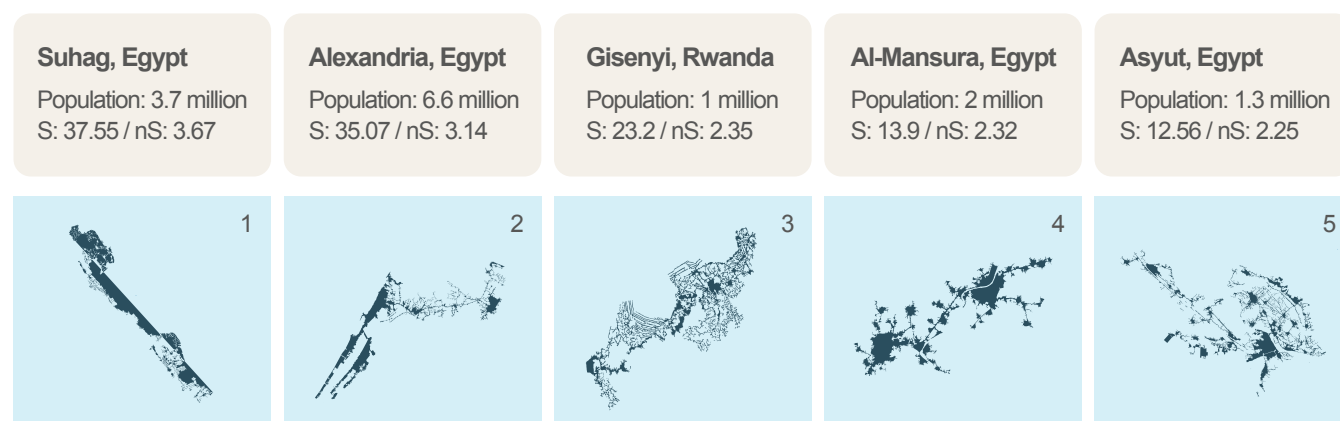 Suhag, Egypt
Population: 3.7 million
S: 37.55 / nS: 3.67
Alexandria, Egypt
Population: 6.6 million
S: 35.07 / nS: 3.14
Gisenyi, Rwanda
Population: 1 million
S: 23.2 / nS: 2.35
Al-Mansura, Egypt
Population: 2 million
S: 13.9 / nS: 2.32
Asyut, Egypt
Population: 1.3 million
S: 12.56 / nS: 2.25
1
2
3
4
5